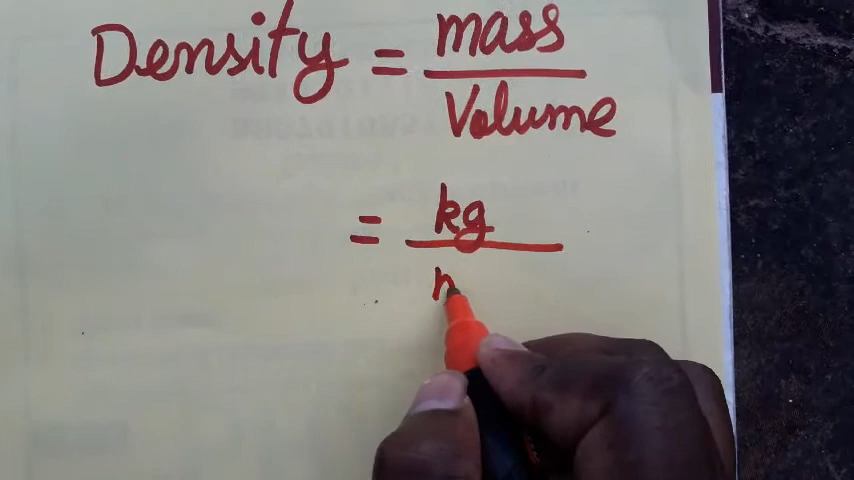 Density = mass
Volume
= kg